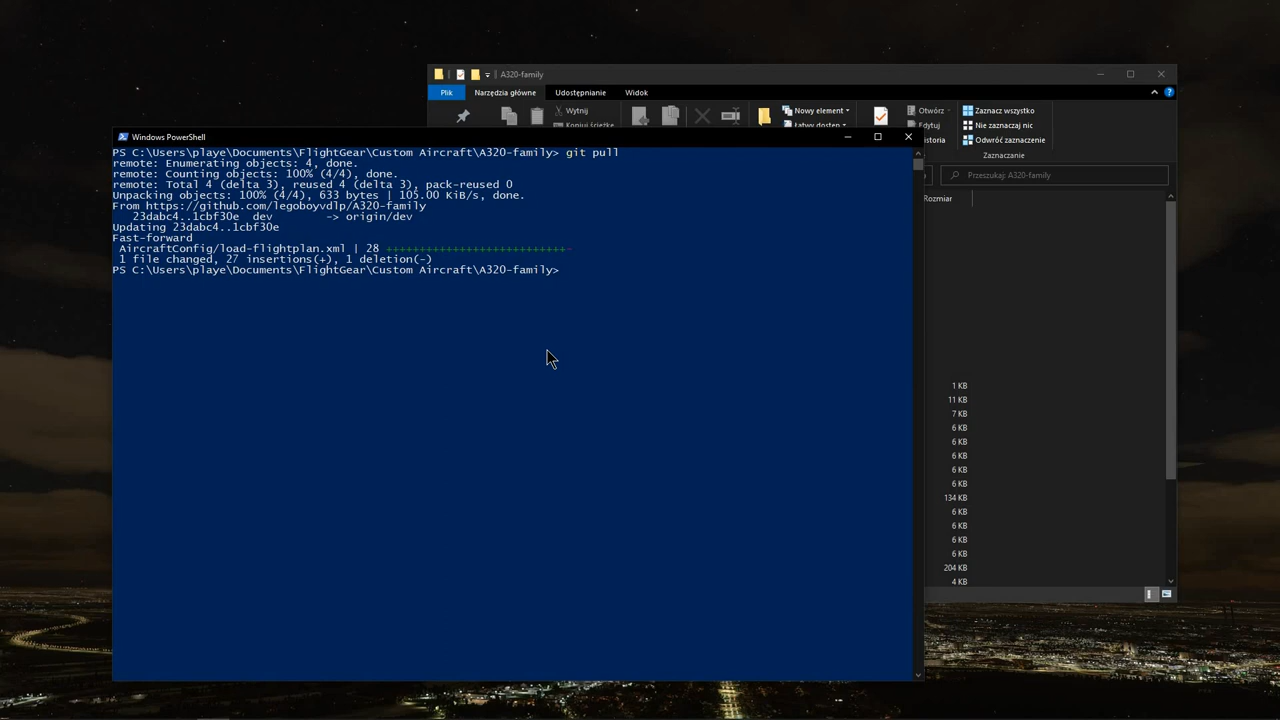 A320-family
Plik Narzędzia główne Udostępnianie Widok
Wytnij
Kopiuj ścieżkę
Nowy element
Łatwy dostęp
Otwórz
Edytuj
istoria
Zaznacz wszystko
Nie zaznaczaj nic
Odwróć zaznaczenie
Zaznaczanie
Przeszukaj: A320-family
Rozmiar
1 KB
11 KB
7 KB
6 KB
6 KB
6 KB
6 KB
6 KB
134 KB
6 KB
6 KB
6 KB
6 KB
204 KB
4 KB
Windows PowerShell
PS C:\Users\playe\Documents\FlightGear\Custom Aircraft\A320-family> git pull
remote: Enumerating objects: 4, done.
remote: Counting objects: 100% (4/4), done.
remote: Total 4 (delta 3), reused 4 (delta 3), pack-reused 0
Unpacking objects: 100% (4/4), 633 bytes | 105.00 KiB/s, done.
From https://github.com/legoboyvdlp/A320-family
   23dabc4..1cbf30e  dev        -> origin/dev
Updating 23dabc4..1cbf30e
Fast-forward
 AircraftConfig/load-flightplan.xml | 28 +++++++++++++++++++++++++++-
 1 file changed, 27 insertions(+), 1 deletion(-)
PS C:\Users\playe\Documents\FlightGear\Custom Aircraft\A320-family>